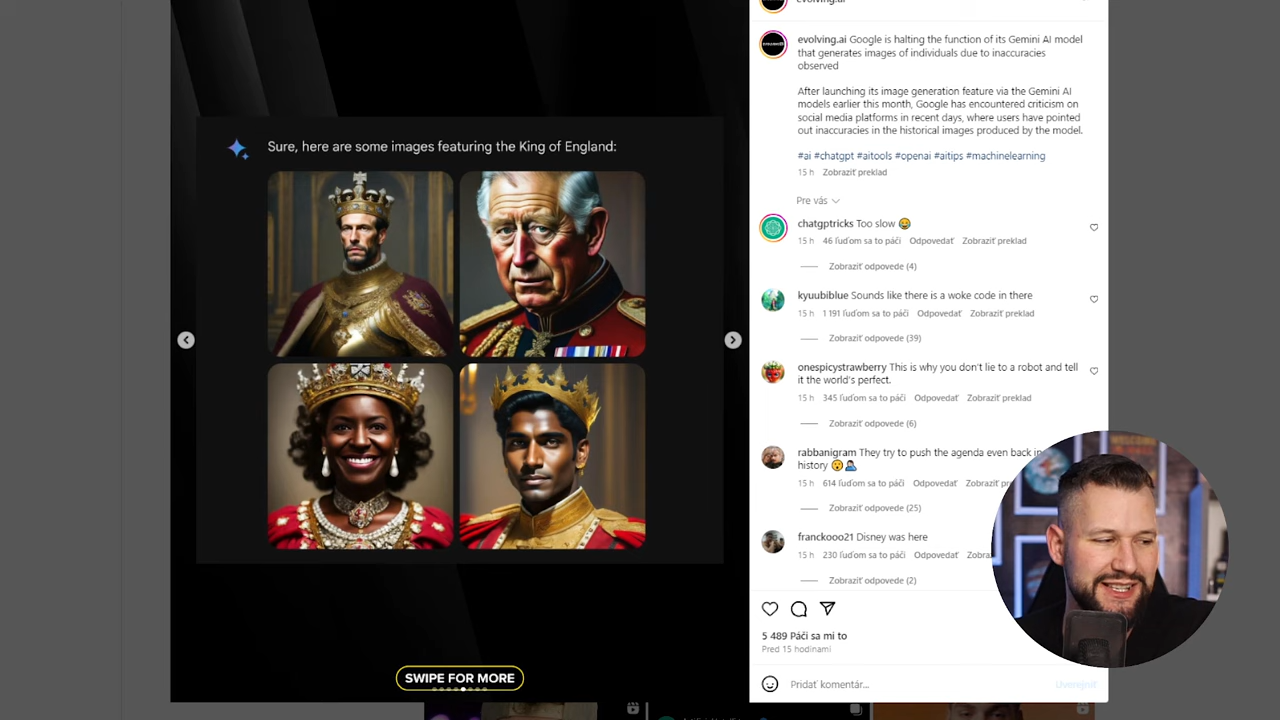 Sure, here are some images featuring the King of England:
SWIPE FOR MORE
evolving.ai Google is halting the function of its Gemini AI model
that generates images of individuals due to inaccuracies
observed
After launching its image generation feature via the Gemini AI
models earlier this month, Google has encountered criticism on
social media platforms in recent days, where users have pointed
out inaccuracies in the historical images produced by the model.
#ai #chatgpt #aitools #openai #aitips #machinelearning
15 h Zobraziť preklad
Pre vás
chatgptricks Too slow 😂
15 h 46 ľuďom sa to páči Odpovedať Zobraziť preklad
Zobraziť odpovede (4)
kyuubiblue Sounds like there is a woke code in there
15 h 1 191 ľuďom sa to páči Odpovedať Zobraziť preklad
Zobraziť odpovede (39)
onespicystrawberry This is why you don't lie to a robot and tell
it the world's perfect.
15 h 345 ľuďom sa to páči Odpovedať Zobraziť preklad
Zobraziť odpovede (6)
rabbanigram They try to push the agenda even back in
history 😯🤦🏻‍♂️
15 h 614 ľuďom sa to páči Odpovedať
Zobraziť odpovede (25)
franckooo21 Disney was here
15 h 230 ľuďom sa to páči Odpovedať
Zobraziť odpovede (2)
5 489 Páči sa mi to
Pred 15 hodinami
Pridať komentár...
Uverejniť